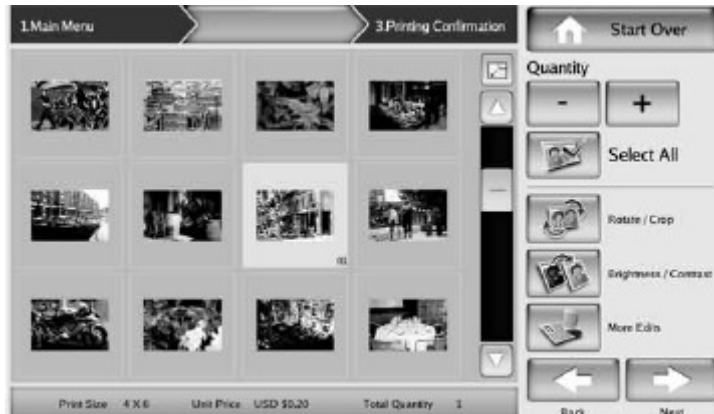 1.Main Menu
3.Printing Confirmation
Start Over
Quantity
-
+
Select All
Rotate / Crop
Brightness / Contrast
More Edits
Back
Next
01
Print Size 4 X 6 Unit Price USD $0.20 Total Quantity 1